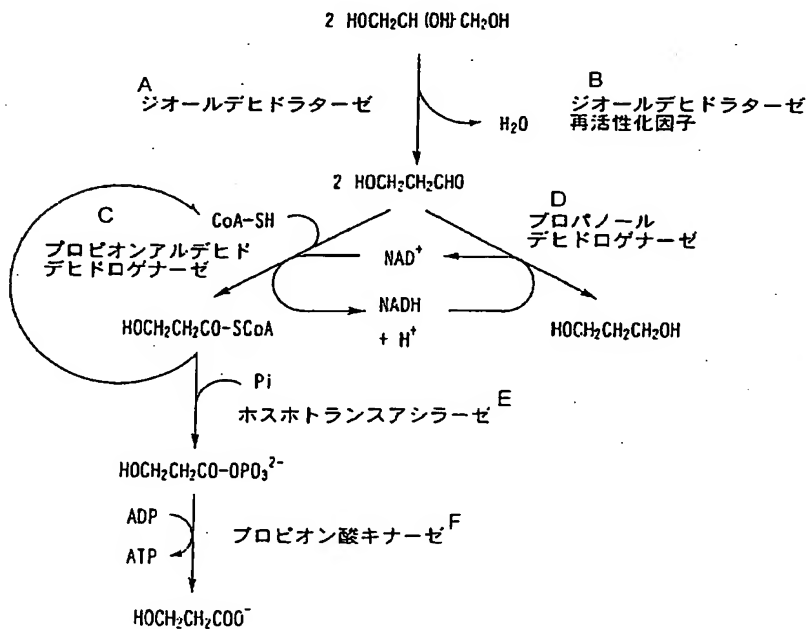 2 HOCH₂CH(OH)CH₂OH
A
ジオールデヒドラターゼ
B
ジオールデヒドラターゼ
再活性化因子
H₂O
2 HOCH₂CH₂CHO
C
プロピオンアルデヒド
デヒドロゲナーゼ
CoA-SH
NAD⁺
NADH
+ H⁺
D
プロパノール
デヒドロゲナーゼ
HOCH₂CH₂CO-SCoA
HOCH₂CH₂CH₂OH
Pi
ホスホトランスアシラーゼ E
HOCH₂CH₂CO-OPO₃²⁻
ADP
ATP
プロピオン酸キナーゼ F
HOCH₂CH₂COO⁻